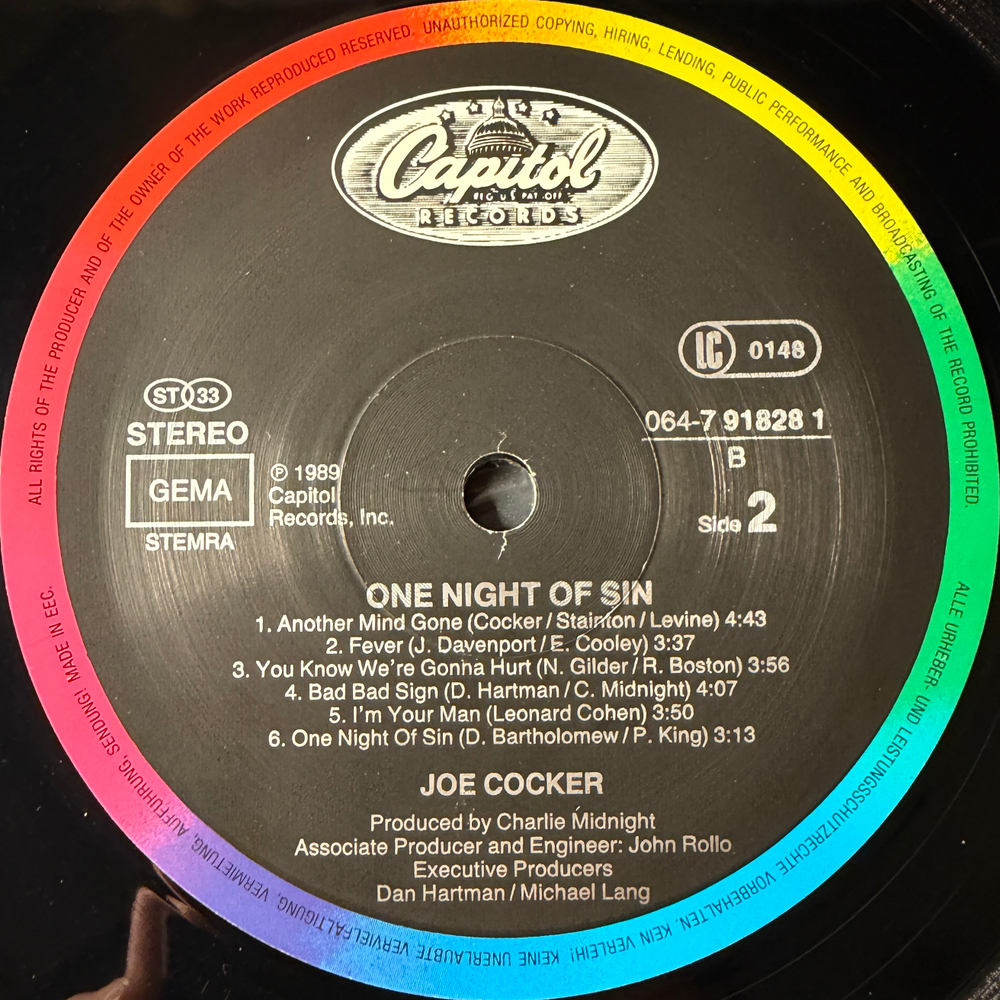 ALL RIGHTS OF THE PRODUCER AND OF THE OWNER OF THE WORK REPRODUCED RESERVED. UNAUTHORIZED COPYING, HIRING, LENDING, PUBLIC PERFORMANCE AND BROADCASTING OF THE RECORD PROHIBITED.
Capitol
REG. U.S. PAT. OFF.
RECORDS
LC 0148
ST 33
STEREO
GEMA
STEMRA
℗ 1989
Capitol
Records, Inc.
064-7 91828 1
B
Side 2
ONE NIGHT OF SIN
1. Another Mind Gone (Cocker / Stainton / Levine) 4:43
2. Fever (J. Davenport / E. Cooley) 3:37
3. You Know We're Gonna Hurt (N. Gilder / R. Boston) 3:56
4. Bad Bad Sign (D. Hartman / C. Midnight) 4:07
5. I'm Your Man (Leonard Cohen) 3:50
6. One Night Of Sin (D. Bartholomew / P. King) 3:13
JOE COCKER
Produced by Charlie Midnight
Associate Producer and Engineer: John Rollo
Executive Producers
Dan Hartman / Michael Lang
ALLE URHEBER- UND LEISTUNGSSCHUTZRECHTE VORBEHALTEN. KEIN VERLEIH! KEINE UNERLAUBTE VERVIELFÄLTIGUNG, VERMIETUNG, AUFFÜHRUNG, SENDUNG! MADE IN EEC.